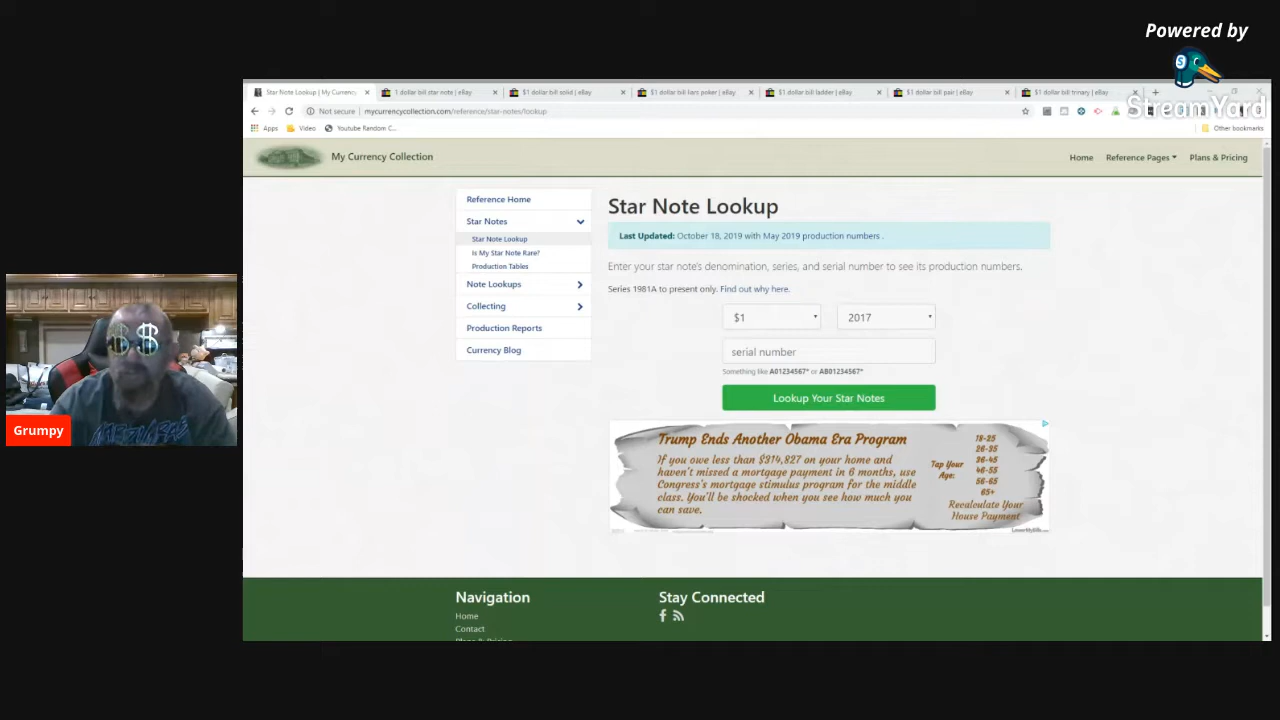 Powered by
StreamYard
Star Note Lookup | My Currenc
1 dollar bill star note | eBay
$1 dollar bill solid | eBay
$1 dollar bill liars poker | eBay
$1 dollar bill ladder | eBay
$1 dollar bill pair | eBay
$1 dollar bill trinary | eBay
Not secure | mycurrencycollection.com/reference/star-notes/lookup
Apps
Video
Youtube Random C...
Other bookmarks
My Currency Collection
Home
Reference Pages
Plans & Pricing
Reference Home
Star Notes
Star Note Lookup
Is My Star Note Rare?
Production Tables
Note Lookups
Collecting
Production Reports
Currency Blog
Star Note Lookup
Last Updated: October 18, 2019 with May 2019 production numbers .
Enter your star note's denomination, series, and serial number to see its production numbers.
Series 1981A to present only. Find out why here.
$1
2017
serial number
Something like A01234567* or AB01234567*
Lookup Your Star Notes
Trump Ends Another Obama Era Program
If you owe less than $314,827 on your home and
haven't missed a mortgage payment in 6 months, use
Congress's mortgage stimulus program for the middle
class. You'll be shocked when you see how much you
can save.
Tap Your
Age:
18-25
26-35
36-45
46-55
56-65
65+
Recalculate Your
House Payment
Grumpy
Navigation
Home
Contact
Stay Connected